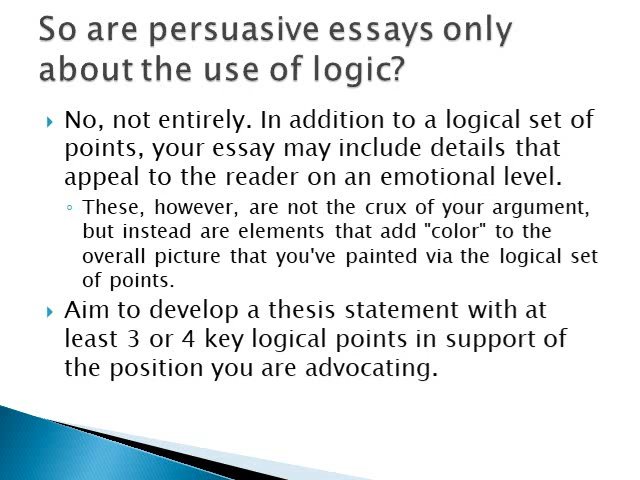 So are persuasive essays only
about the use of logic?
No, not entirely. In addition to a logical set of
points, your essay may include details that
appeal to the reader on an emotional level.
These, however, are not the crux of your argument,
but instead are elements that add "color" to the
overall picture that you've painted via the logical set
of points.
Aim to develop a thesis statement with at
least 3 or 4 key logical points in support of
the position you are advocating.